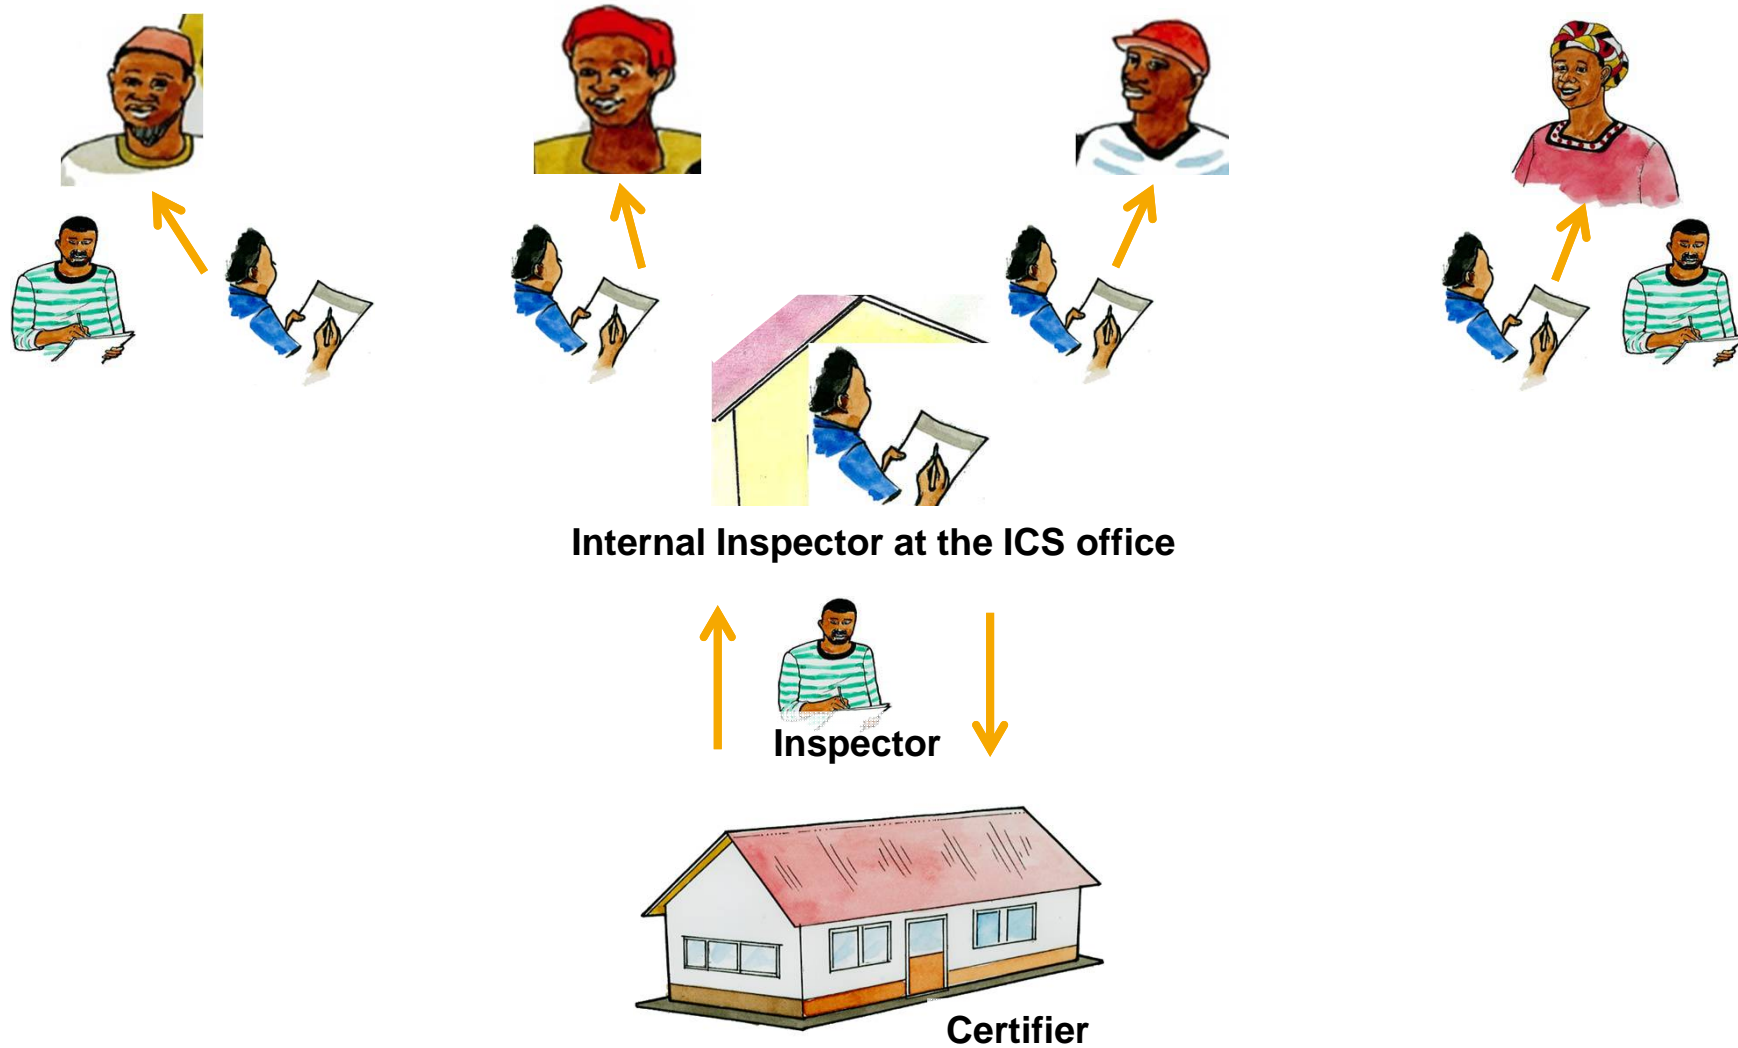 Internal Inspector at the ICS office
Inspector
Certifier